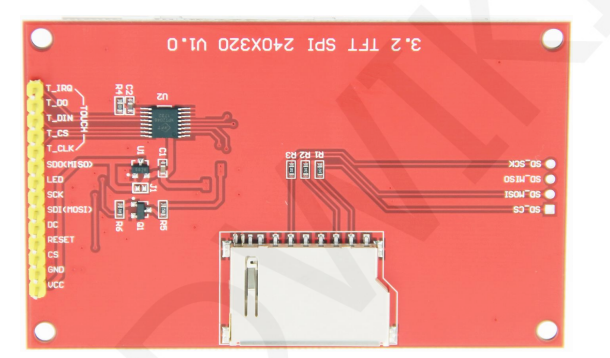 3.2 TFT SPI 240X320 V1.0
T_IRQ
T_DO
T_DIN
T_CS
T_CLK
TOUCH
SDO(MISO)
LED
SCK
SDI(MOSI)
DC
RESET
CS
GND
VCC
R4
C2
U2
U1
C1
J1
R6
Q1
R5
R3
R2
R1
SD_SCK
SD_MISO
SD_MOSI
SD_CS